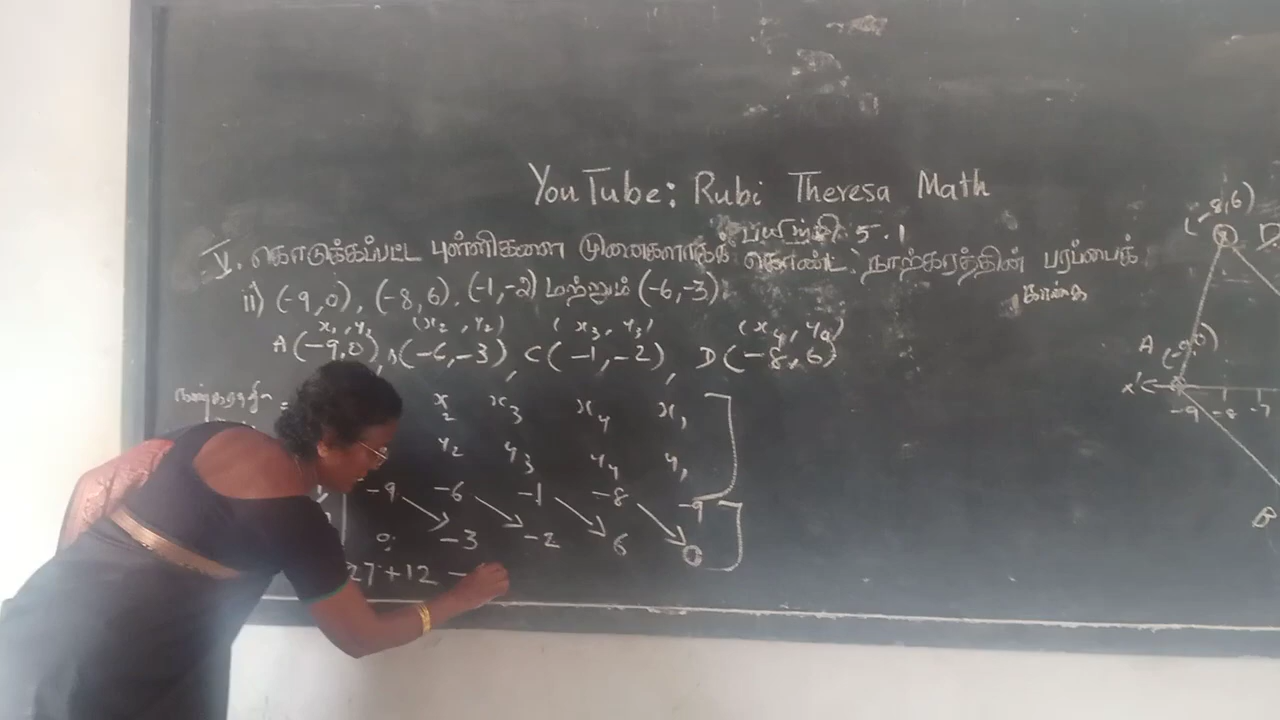 YouTube: Rubi Theresa Math
பயிற்சி 5.1
V. கொடுக்கப்பட்ட புள்ளிகளை முனைகளாகக் கொண்ட நாற்கரத்தின் பரப்பைக்
காண்க
ii) (-9,0), (-8,6), (-1,-2) மற்றும் (-6,-3)
(x₁, y₁) (x₂, y₂) (x₃, y₃) (x₄, y₄)
A(-9,0), B(-6,-3), C(-1,-2), D(-8,6)
x₂ x₃ x₄ x₁
y₂ y₃ y₄ y₁
-9 -6 -1 -8 -9
0 -3 -2 6 0
27+12 -
(-8,6) D
A (-9,0)
x'
-9 -8 -7
B